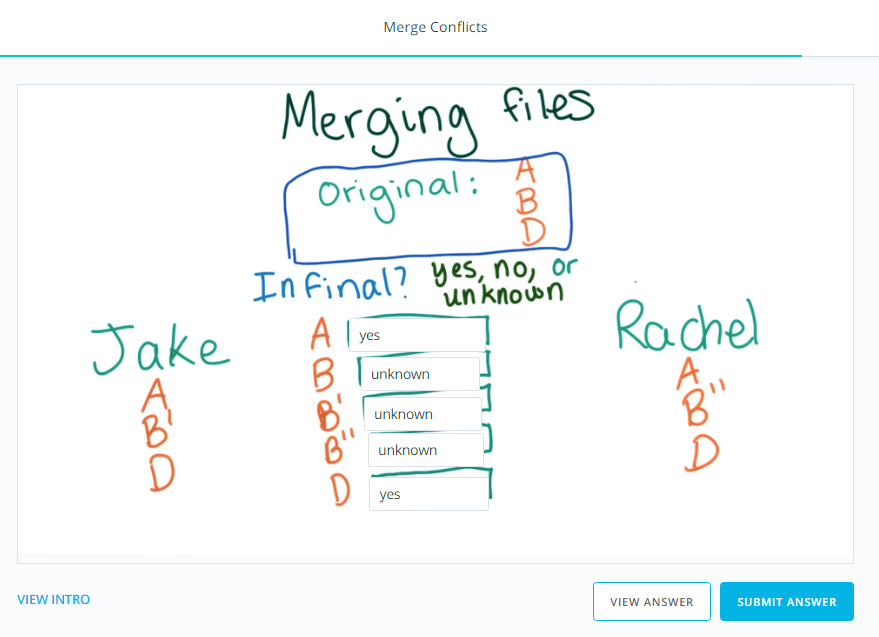 Merge Conflicts
Merging files
Original: A
B
D
In Final? yes, no, or
unknown
Jake
A
B'
D
A yes
B unknown
B' unknown
B'' unknown
D yes
Rachel
A
B''
D
VIEW INTRO
VIEW ANSWER
SUBMIT ANSWER